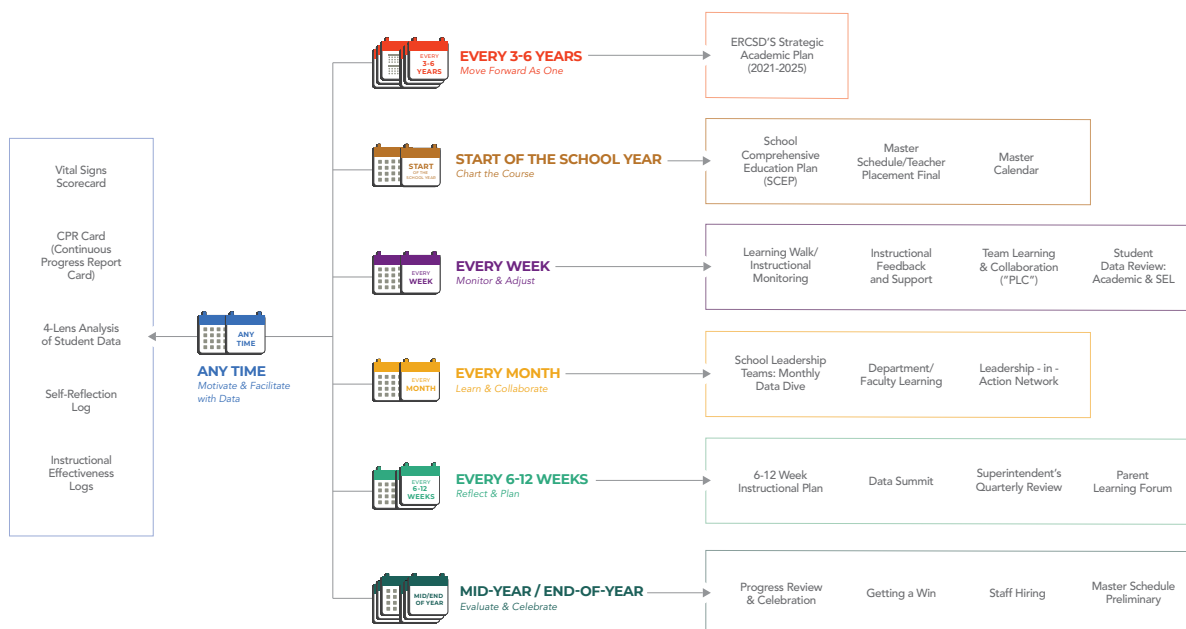 Vital Signs
Scorecard
CPR Card
(Continuous
Progress Report
Card)
4-Lens Analysis
of Student Data
Self-Reflection
Log
Instructional
Effectiveness
Logs
ANY
TIME
ANY TIME
Motivate & Facilitate
with Data
EVERY
3-6
YEARS
EVERY 3-6 YEARS
Move Forward As One
ERCSD'S Strategic
Academic Plan
(2021-2025)
START
OF THE
SCHOOL YEAR
START OF THE SCHOOL YEAR
Chart the Course
School
Comprehensive
Education Plan
(SCEP)
Master
Schedule/Teacher
Placement Final
Master
Calendar
EVERY
WEEK
EVERY WEEK
Monitor & Adjust
Learning Walk/
Instructional
Monitoring
Instructional
Feedback
and Support
Team Learning
& Collaboration
("PLC")
Student
Data Review:
Academic & SEL
EVERY
MONTH
EVERY MONTH
Learn & Collaborate
School Leadership
Teams: Monthly
Data Dive
Department/
Faculty Learning
Leadership - in -
Action Network
EVERY
6-12
WEEKS
EVERY 6-12 WEEKS
Reflect & Plan
6-12 Week
Instructional Plan
Data Summit
Superintendent's
Quarterly Review
Parent
Learning Forum
MID/END
OF YEAR
MID-YEAR / END-OF-YEAR
Evaluate & Celebrate
Progress Review
& Celebration
Getting a Win
Staff Hiring
Master Schedule
Preliminary